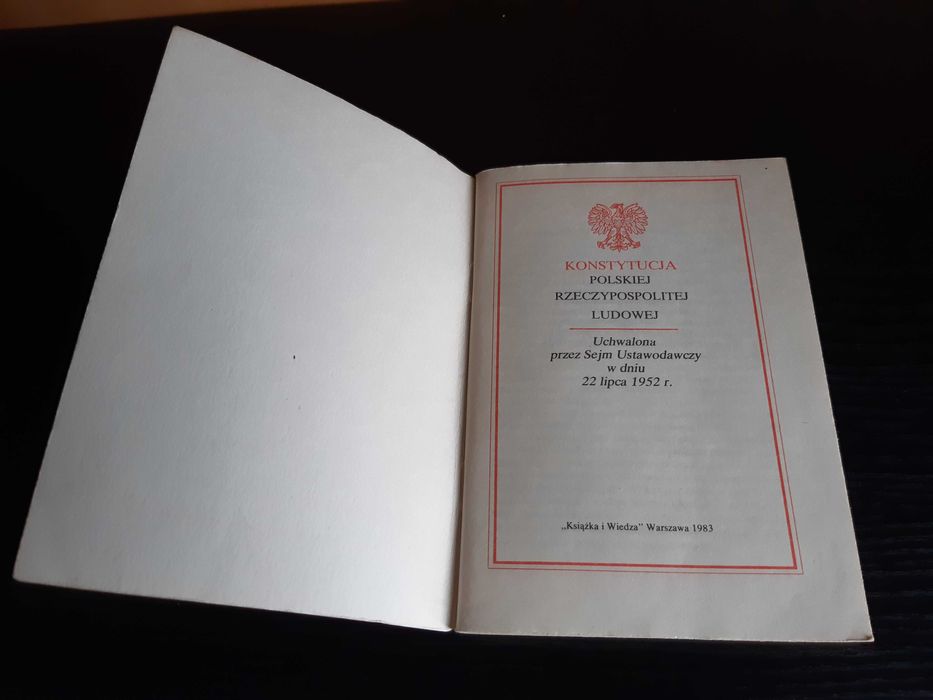 KONSTYTUCJA
POLSKIEJ
RZECZYPOSPOLITEJ
LUDOWEJ
Uchwalona
przez Sejm Ustawodawczy
w dniu
22 lipca 1952 r.
„Książka i Wiedza” Warszawa 1983